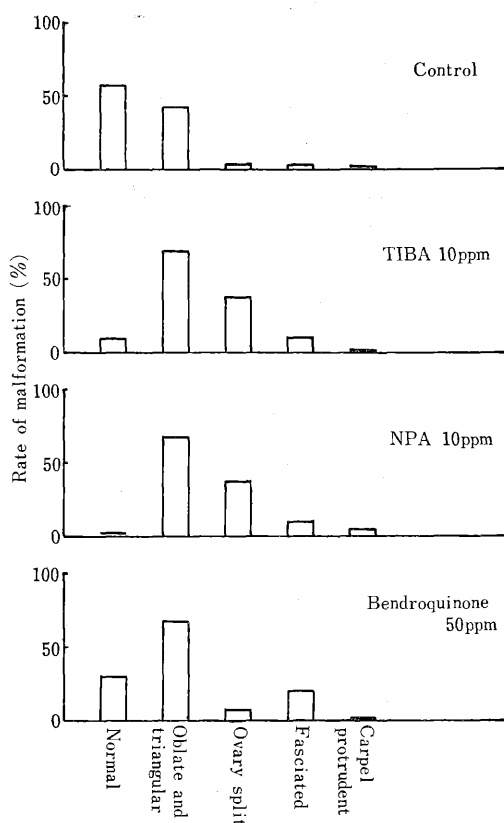 Rate of malformation (%)
100
50
0
Control
100
50
0
TIBA 10ppm
100
50
0
NPA 10ppm
100
50
0
Bendroquinone
50ppm
Normal
Oblate and
triangular
Ovary split
Fasciated
Carpel
protrudent